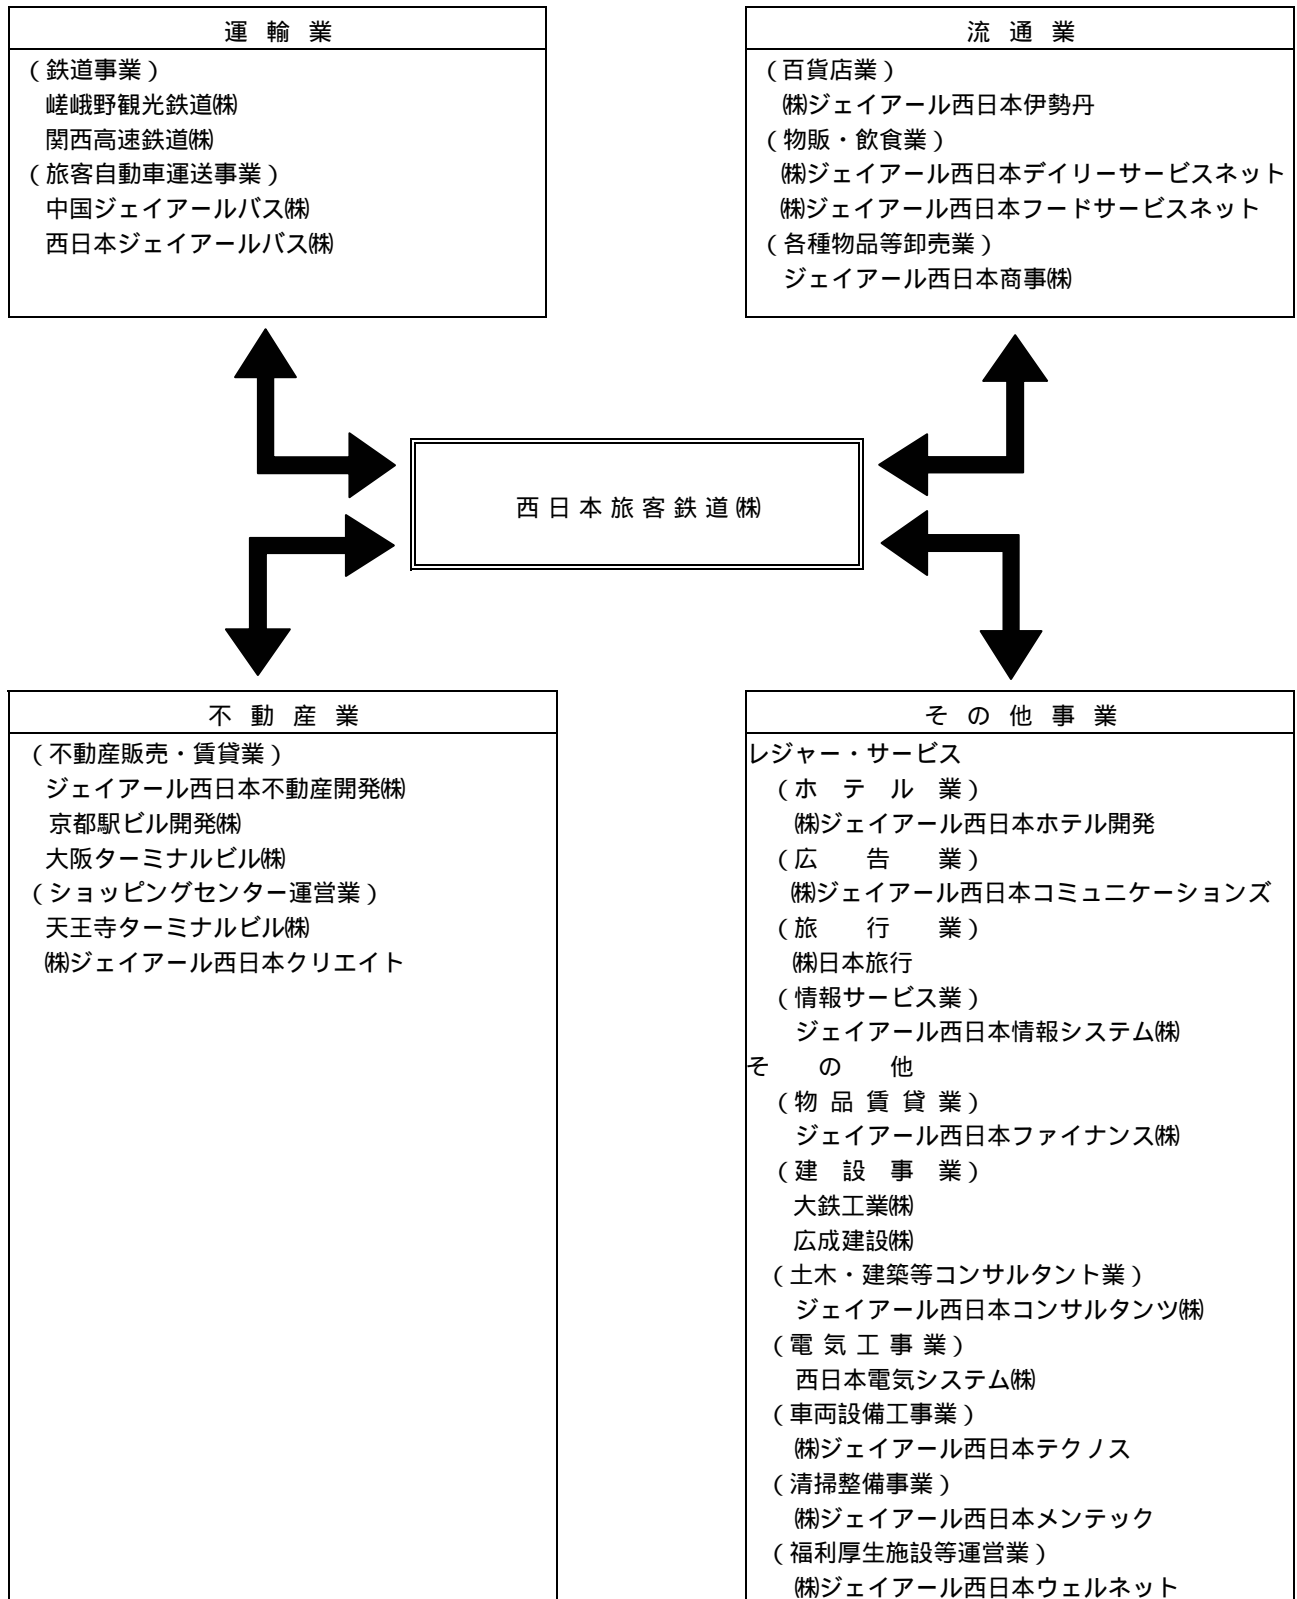 運 輸 業
（鉄道事業）
嵯峨野観光鉄道㈱
関西高速鉄道㈱
（旅客自動車運送事業）
中国ジェイアールバス㈱
西日本ジェイアールバス㈱
流 通 業
（百貨店業）
㈱ジェイアール西日本伊勢丹
（物販・飲食業）
㈱ジェイアール西日本デイリーサービスネット
㈱ジェイアール西日本フードサービスネット
（各種物品等卸売業）
ジェイアール西日本商事㈱
西日本旅客鉄道㈱
不 動 産 業
（不動産販売・賃貸業）
ジェイアール西日本不動産開発㈱
京都駅ビル開発㈱
大阪ターミナルビル㈱
（ショッピングセンター運営業）
天王寺ターミナルビル㈱
㈱ジェイアール西日本クリエイト
そ の 他 事 業
レジャー・サービス
（ホ テ ル 業）
㈱ジェイアール西日本ホテル開発
（広 告 業）
㈱ジェイアール西日本コミュニケーションズ
（旅 行 業）
㈱日本旅行
（情報サービス業）
ジェイアール西日本情報システム㈱
そ の 他
（物 品 賃 貸 業）
ジェイアール西日本ファイナンス㈱
（建 設 事 業）
大鉄工業㈱
広成建設㈱
（土木・建築等コンサルタント業）
ジェイアール西日本コンサルタンツ㈱
（電 気 工 事 業）
西日本電気システム㈱
（車両設備工事業）
㈱ジェイアール西日本テクノス
（清掃整備事業）
㈱ジェイアール西日本メンテック
（福利厚生施設等運営業）
㈱ジェイアール西日本ウェルネット